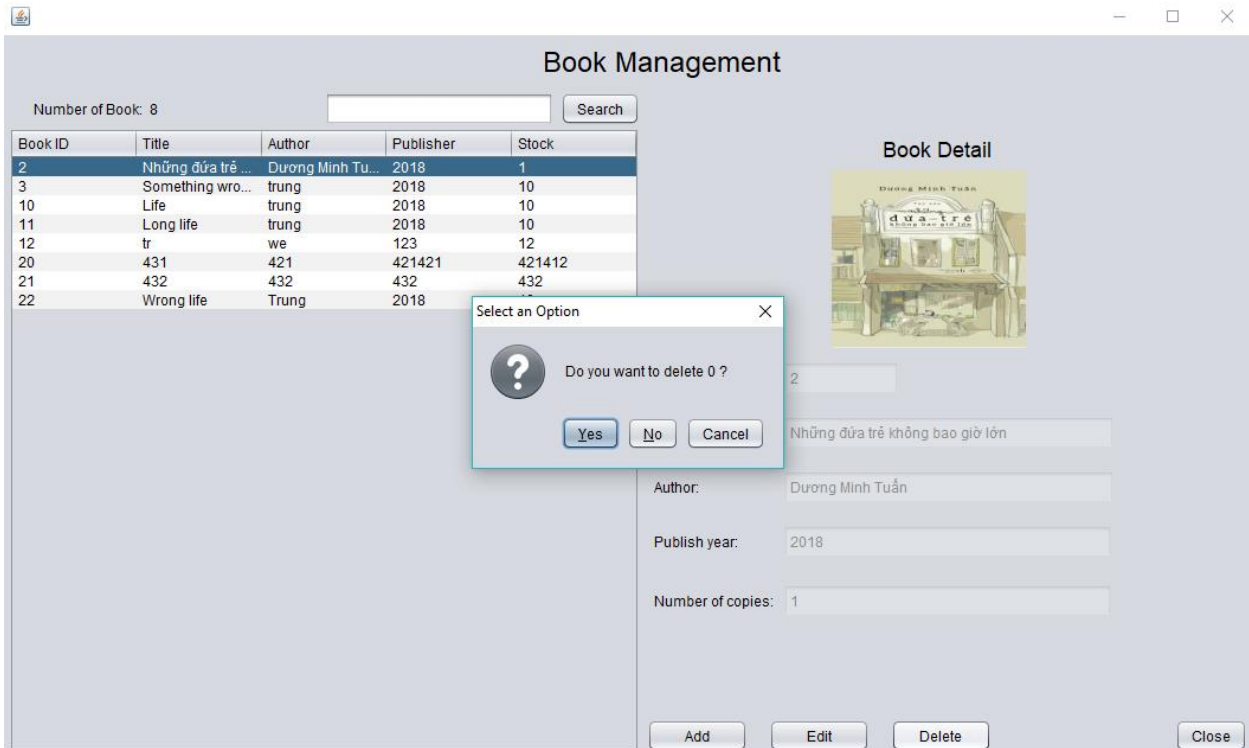 Book Management
Number of Book: 8
Search
Book ID Title Author Publisher Stock
2 Những đứa trẻ ... Dương Minh Tu... 2018 1
3 Something wro... trung 2018 10
10 Life trung 2018 10
11 Long life trung 2018 10
12 tr we 123 12
20 431 421 421421 421412
21 432 432 432 432
22 Wrong life Trung 2018
Book Detail
Dương Minh Tuấn
những
đứa trẻ
không bao giờ lớn
Select an Option
Do you want to delete 0 ?
Yes No Cancel
2
Những đứa trẻ không bao giờ lớn
Author: Dương Minh Tuấn
Publish year: 2018
Number of copies: 1
Add Edit Delete Close